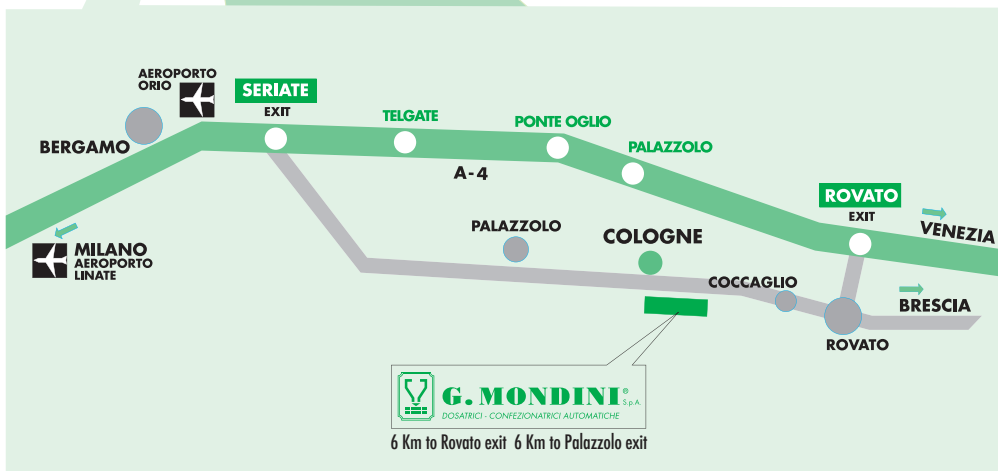 AEROPORTO
ORIO
SERIATE
EXIT
BERGAMO
TELGATE
PONTE OGLIO
PALAZZOLO
A-4
ROVATO
EXIT
VENEZIA
MILANO
AEROPORTO
LINATE
PALAZZOLO
COLOGNE
COCCAGLIO
BRESCIA
ROVATO
G. MONDINI® S.p.A.
DOSATRICI - CONFEZIONATRICI AUTOMATICHE
6 Km to Rovato exit 6 Km to Palazzolo exit